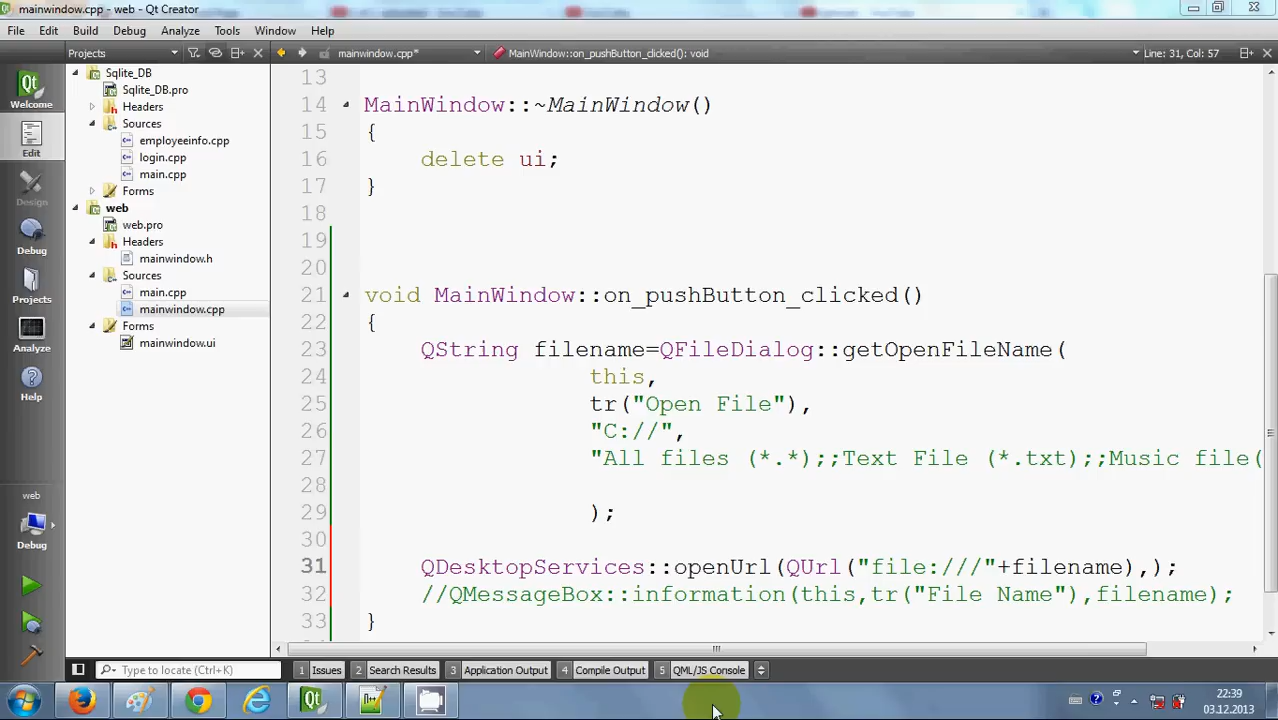 mainwindow.cpp - web - Qt Creator
File Edit Build Debug Analyze Tools Window Help
Projects mainwindow.cpp* MainWindow::on_pushButton_clicked(): void Line: 31, Col: 57
Welcome
Edit
Design
Debug
Projects
Analyze
Help
web
Debug
Sqlite_DB
Sqlite_DB.pro
Headers
Sources
employeeinfo.cpp
login.cpp
main.cpp
Forms
web
web.pro
Headers
mainwindow.h
Sources
main.cpp
mainwindow.cpp
Forms
mainwindow.ui
13
14 MainWindow::~MainWindow()
15 {
16 delete ui;
17 }
18
19
20
21 void MainWindow::on_pushButton_clicked()
22 {
23 QString filename=QFileDialog::getOpenFileName(
24 this,
25 tr("Open File"),
26 "C://",
27 "All files (*.*);;Text File (*.txt);;Music file(
28
29 );
30
31 QDesktopServices::openUrl(QUrl("file:///"+filename),);
32 //QMessageBox::information(this,tr("File Name"),filename);
33 }
Type to locate (Ctrl+K) 1 Issues 2 Search Results 3 Application Output 4 Compile Output 5 QML/JS Console
22:39
03.12.2013